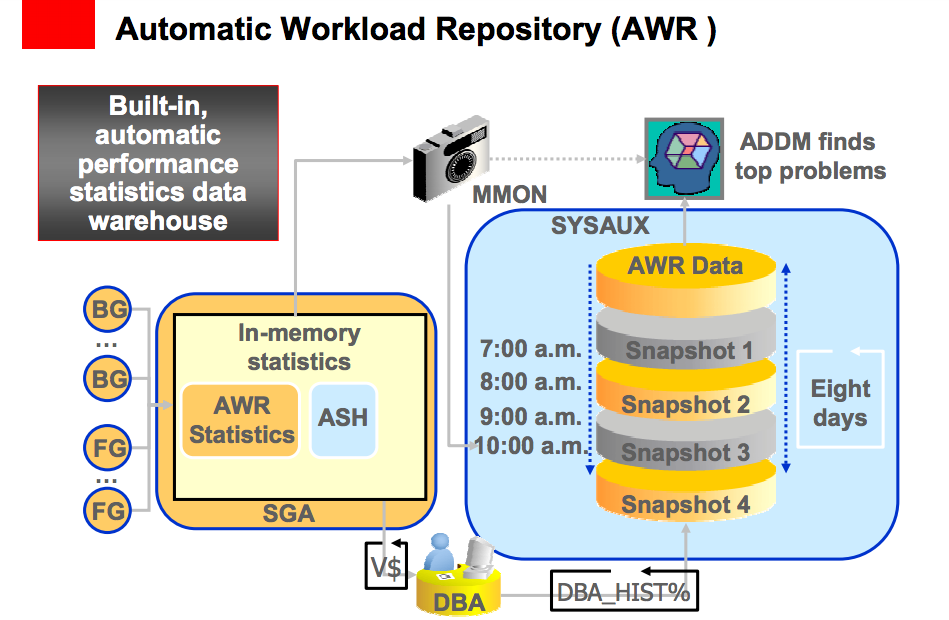 Automatic Workload Repository (AWR )
Built-in,
automatic
performance
statistics data
warehouse
MMON
ADDM finds
top problems
SYSAUX
AWR Data
BG
...
BG
FG
...
FG
In-memory
statistics
AWR
Statistics
ASH
SGA
7:00 a.m.
8:00 a.m.
9:00 a.m.
10:00 a.m.
Snapshot 1
Snapshot 2
Snapshot 3
Snapshot 4
Eight
days
V$
DBA
DBA_HIST%